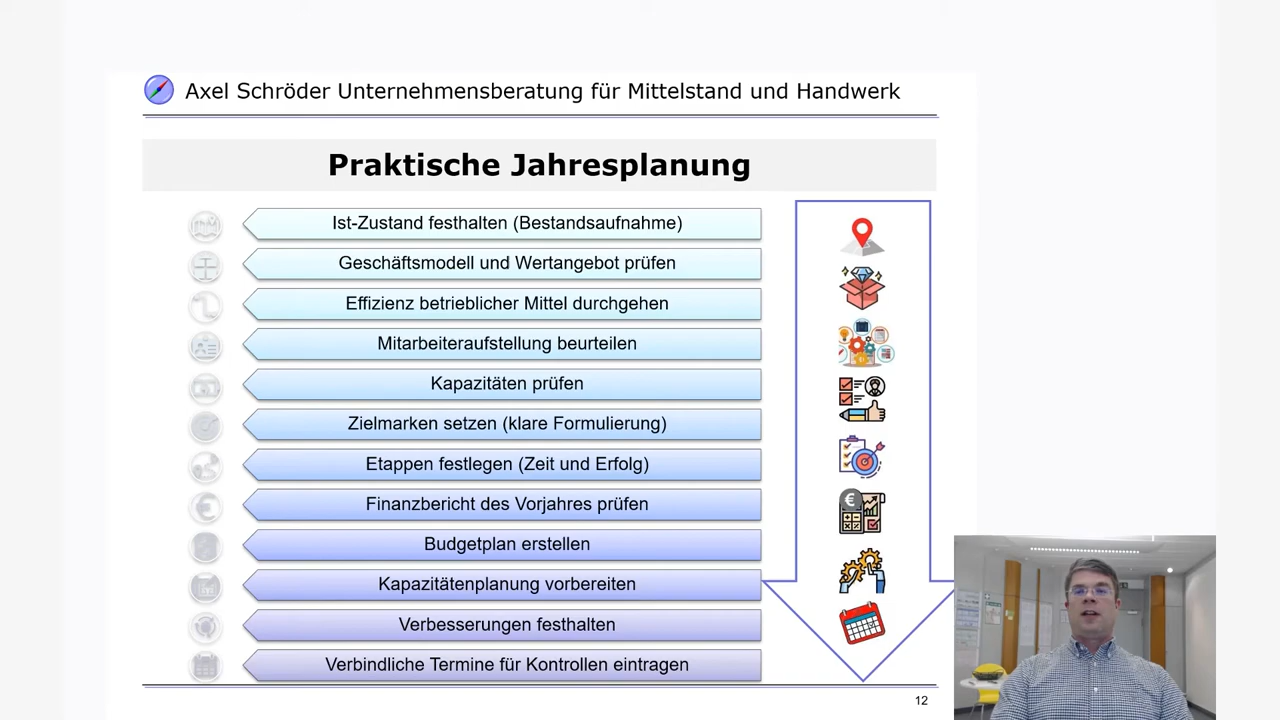 Axel Schröder Unternehmensberatung für Mittelstand und Handwerk
Praktische Jahresplanung
Ist-Zustand festhalten (Bestandsaufnahme)
Geschäftsmodell und Wertangebot prüfen
Effizienz betrieblicher Mittel durchgehen
Mitarbeiteraufstellung beurteilen
Kapazitäten prüfen
Zielmarken setzen (klare Formulierung)
Etappen festlegen (Zeit und Erfolg)
Finanzbericht des Vorjahres prüfen
Budgetplan erstellen
Kapazitätenplanung vorbereiten
Verbesserungen festhalten
Verbindliche Termine für Kontrollen eintragen
12